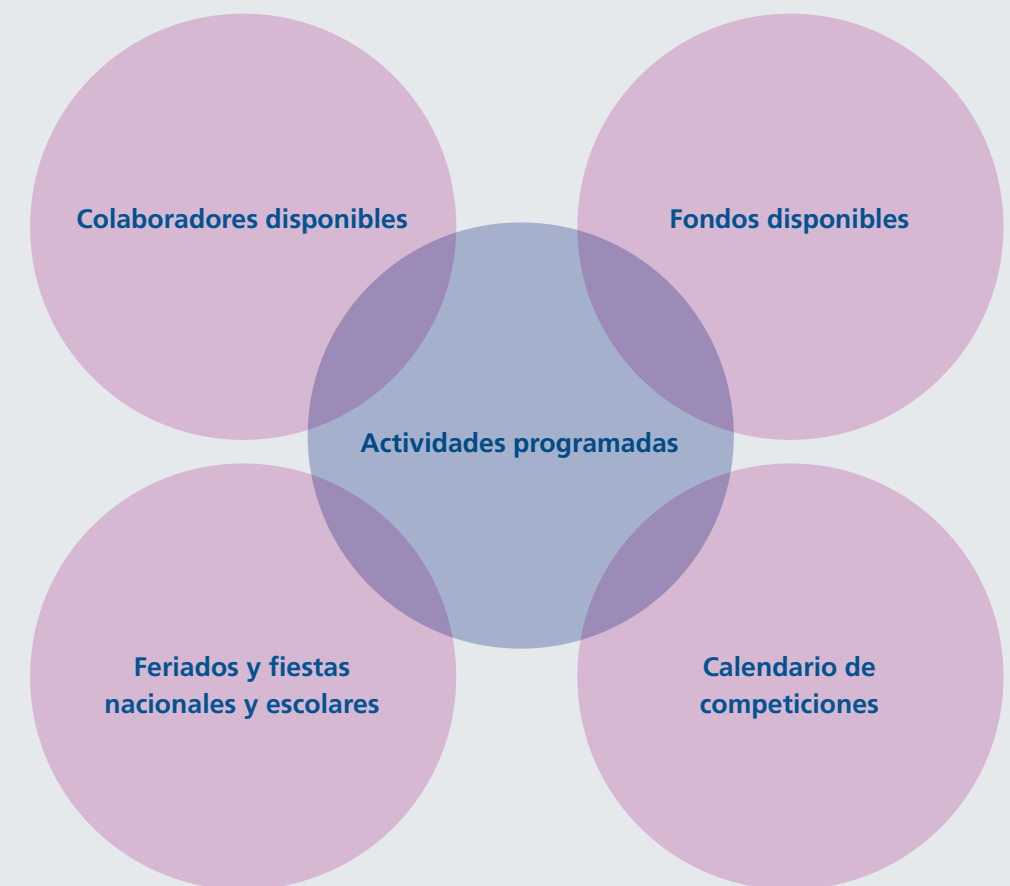 Colaboradores disponibles
Fondos disponibles
Actividades programadas
Feriados y fiestas
nacionales y escolares
Calendario de
competiciones